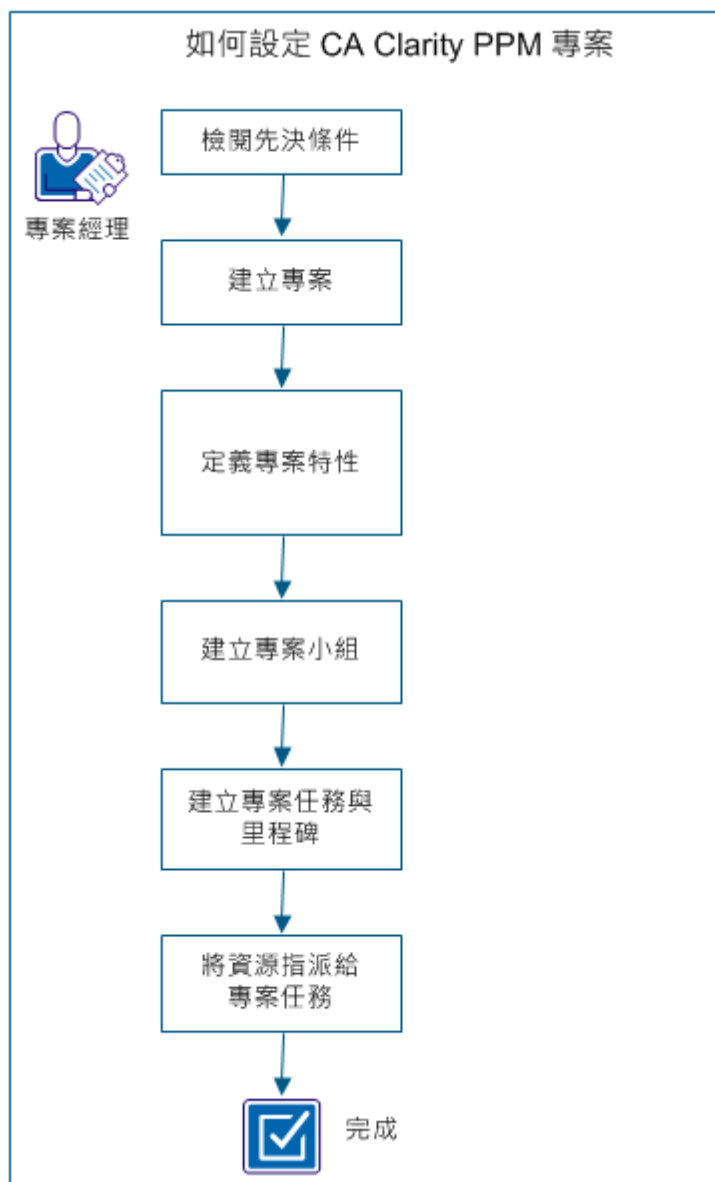 如何設定 CA Clarity PPM 專案
檢閱先決條件
專案經理
建立專案
定義專案特性
建立專案小組
建立專案任務與
里程碑
將資源指派給
專案任務
完成